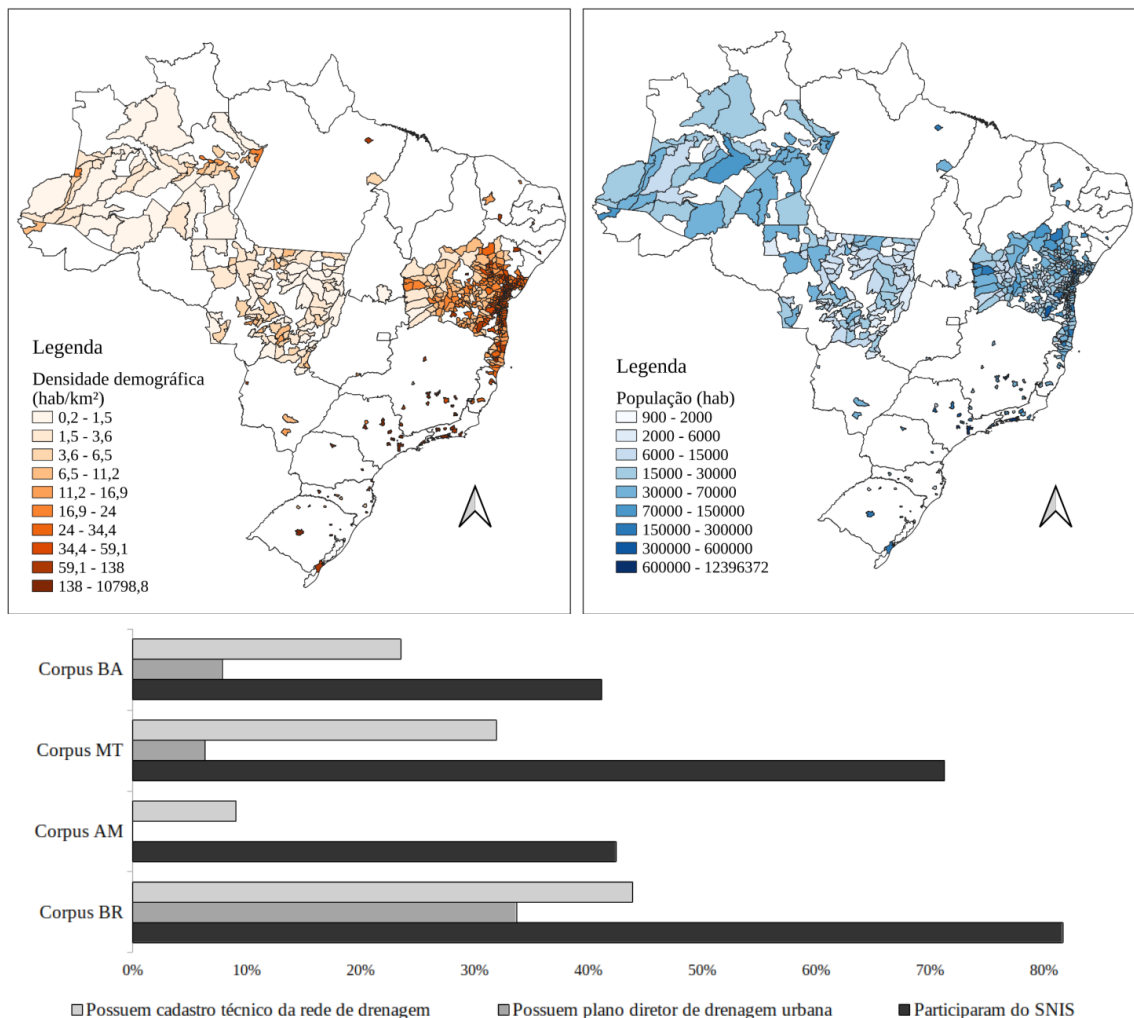 Legenda
Densidade demográfica
(hab/km²)
0,2 - 1,5
1,5 - 3,6
3,6 - 6,5
6,5 - 11,2
11,2 - 16,9
16,9 - 24
24 - 34,4
34,4 - 59,1
59,1 - 138
138 - 10798,8
Legenda
População (hab)
900 - 2000
2000 - 6000
6000 - 15000
15000 - 30000
30000 - 70000
70000 - 150000
150000 - 300000
300000 - 600000
600000 - 12396372
Corpus BA
Corpus MT
Corpus AM
Corpus BR
0% 10% 20% 30% 40% 50% 60% 70% 80%
Possuem cadastro técnico da rede de drenagem Possuem plano diretor de drenagem urbana Participaram do SNIS